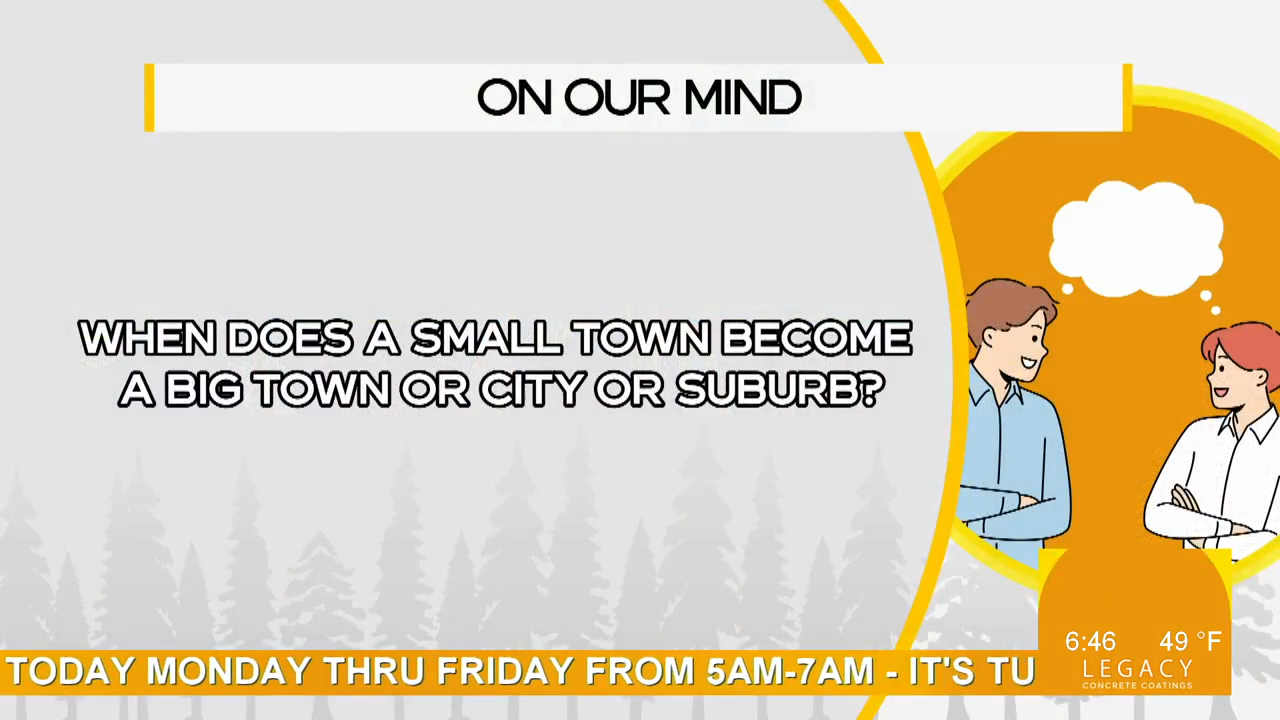 ON OUR MIND
WHEN DOES A SMALL TOWN BECOME
A BIG TOWN OR CITY OR SUBURB?
6:46 49 °F
TODAY MONDAY THRU FRIDAY FROM 5AM-7AM - IT'S TU
LEGACY
CONCRETE COATINGS